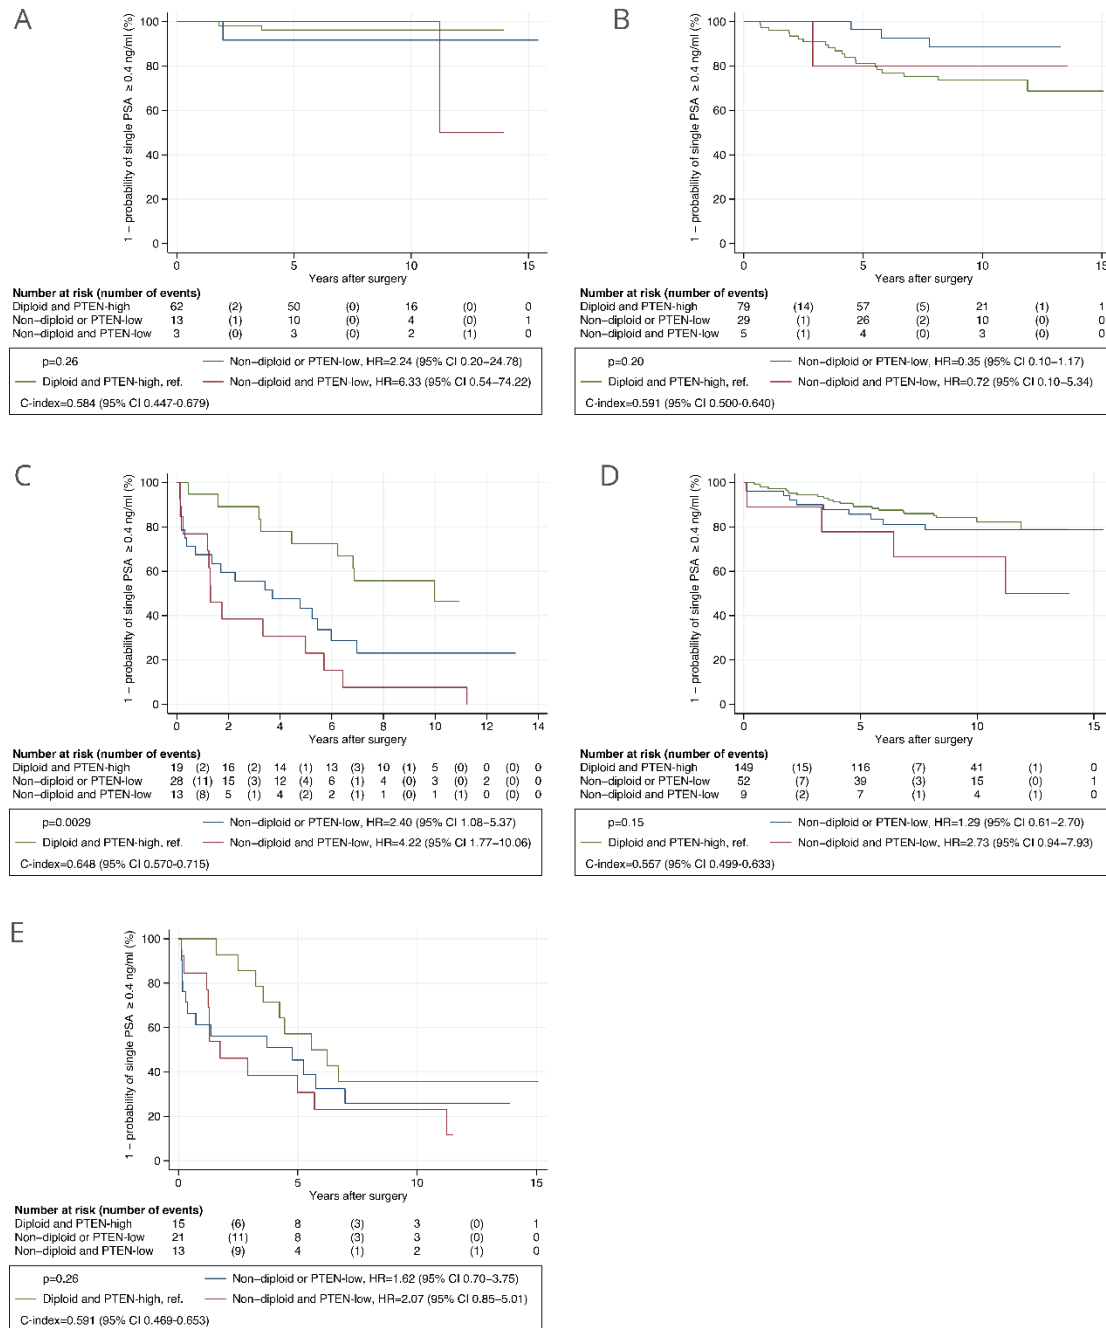 A
1 − probability of single PSA ≥ 0.4 ng/ml (%)
100
80
60
40
20
0
0 5 10 15
Years after surgery
Number at risk (number of events)
Diploid and PTEN-high 62 (2) 50 (0) 16 (0) 0
Non−diploid or PTEN−low 13 (1) 10 (0) 4 (0) 1
Non−diploid and PTEN−low 3 (0) 3 (0) 2 (1) 0
p=0.26 Non−diploid or PTEN−low, HR=2.24 (95% CI 0.20−24.78)
Diploid and PTEN-high, ref. Non−diploid and PTEN−low, HR=6.33 (95% CI 0.54−74.22)
C-index=0.584 (95% CI 0.447-0.679)
B
1 − probability of single PSA ≥ 0.4 ng/ml (%)
100
80
60
40
20
0
0 5 10 15
Years after surgery
Number at risk (number of events)
Diploid and PTEN-high 79 (14) 57 (5) 21 (1) 1
Non−diploid or PTEN−low 29 (1) 26 (2) 10 (0) 0
Non−diploid and PTEN−low 5 (1) 4 (0) 3 (0) 0
p=0.20 Non−diploid or PTEN−low, HR=0.35 (95% CI 0.10−1.17)
Diploid and PTEN-high, ref. Non−diploid and PTEN−low, HR=0.72 (95% CI 0.10−5.34)
C-index=0.591 (95% CI 0.500-0.640)
C
1 − probability of single PSA ≥ 0.4 ng/ml (%)
100
80
60
40
20
0
0 2 4 6 8 10 12 14
Years after surgery
Number at risk (number of events)
Diploid and PTEN-high 19 (2) 16 (2) 14 (1) 13 (3) 10 (1) 5 (0) 0 (0) 0
Non−diploid or PTEN−low 28 (11) 15 (3) 12 (4) 6 (1) 4 (0) 3 (0) 2 (0) 0
Non−diploid and PTEN−low 13 (8) 5 (1) 4 (2) 2 (1) 1 (0) 1 (1) 0 (0) 0
p=0.0029 Non−diploid or PTEN−low, HR=2.40 (95% CI 1.08−5.37)
Diploid and PTEN-high, ref. Non−diploid and PTEN−low, HR=4.22 (95% CI 1.77−10.06)
C-index=0.648 (95% CI 0.570-0.715)
D
1 − probability of single PSA ≥ 0.4 ng/ml (%)
100
80
60
40
20
0
0 5 10 15
Years after surgery
Number at risk (number of events)
Diploid and PTEN-high 149 (15) 116 (7) 41 (1) 0
Non−diploid or PTEN−low 52 (7) 39 (3) 15 (0) 1
Non−diploid and PTEN−low 9 (2) 7 (1) 4 (1) 0
p=0.15 Non−diploid or PTEN−low, HR=1.29 (95% CI 0.61−2.70)
Diploid and PTEN-high, ref. Non−diploid and PTEN−low, HR=2.73 (95% CI 0.94−7.93)
C-index=0.557 (95% CI 0.499-0.633)
E
1 − probability of single PSA ≥ 0.4 ng/ml (%)
100
80
60
40
20
0
0 5 10 15
Years after surgery
Number at risk (number of events)
Diploid and PTEN-high 15 (6) 8 (3) 3 (0) 1
Non−diploid or PTEN−low 21 (11) 8 (3) 3 (0) 0
Non−diploid and PTEN−low 13 (9) 4 (1) 2 (1) 0
p=0.26 Non−diploid or PTEN−low, HR=1.62 (95% CI 0.70−3.75)
Diploid and PTEN-high, ref. Non−diploid and PTEN−low, HR=2.07 (95% CI 0.85−5.01)
C-index=0.591 (95% CI 0.469-0.653)